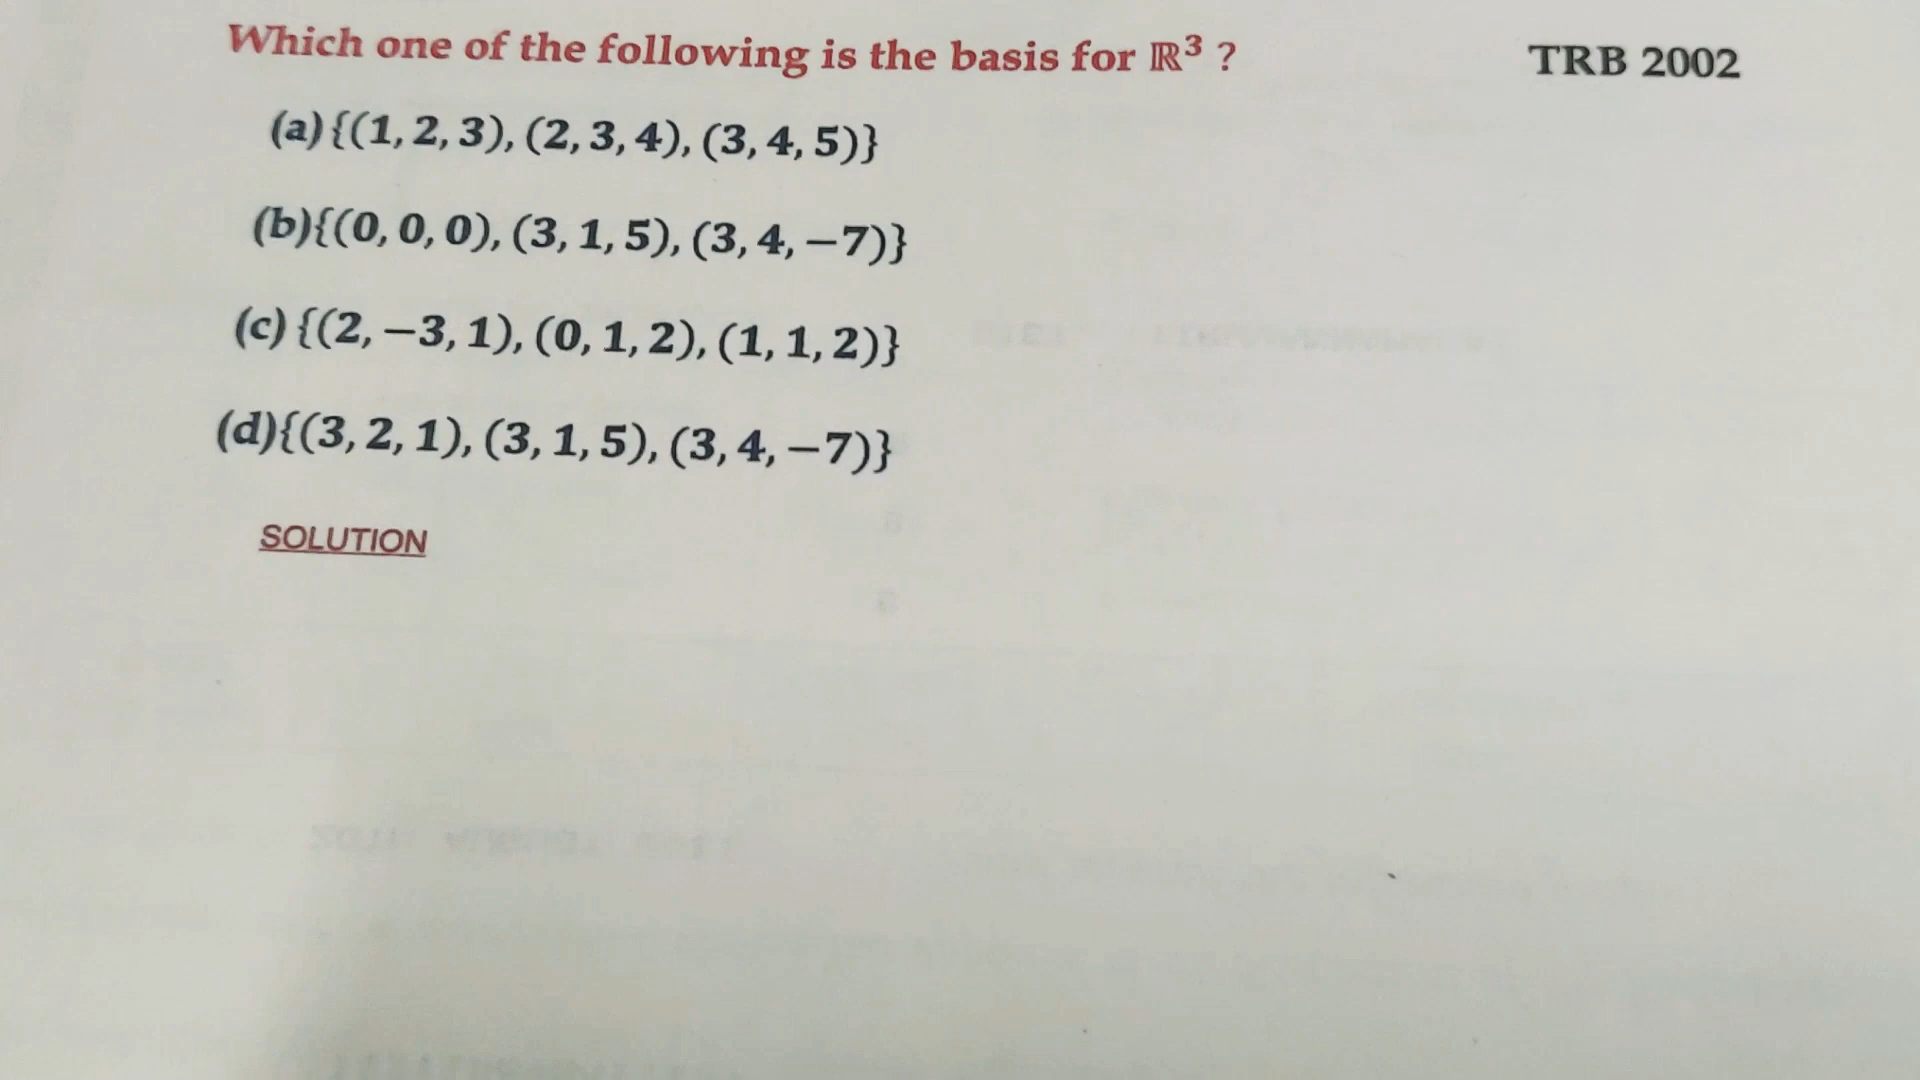 Which one of the following is the basis for ℝ³ ? TRB 2002
(a) {(1, 2, 3), (2, 3, 4), (3, 4, 5)}
(b){(0, 0, 0), (3, 1, 5), (3, 4, −7)}
(c) {(2, −3, 1), (0, 1, 2), (1, 1, 2)}
(d){(3, 2, 1), (3, 1, 5), (3, 4, −7)}
SOLUTION